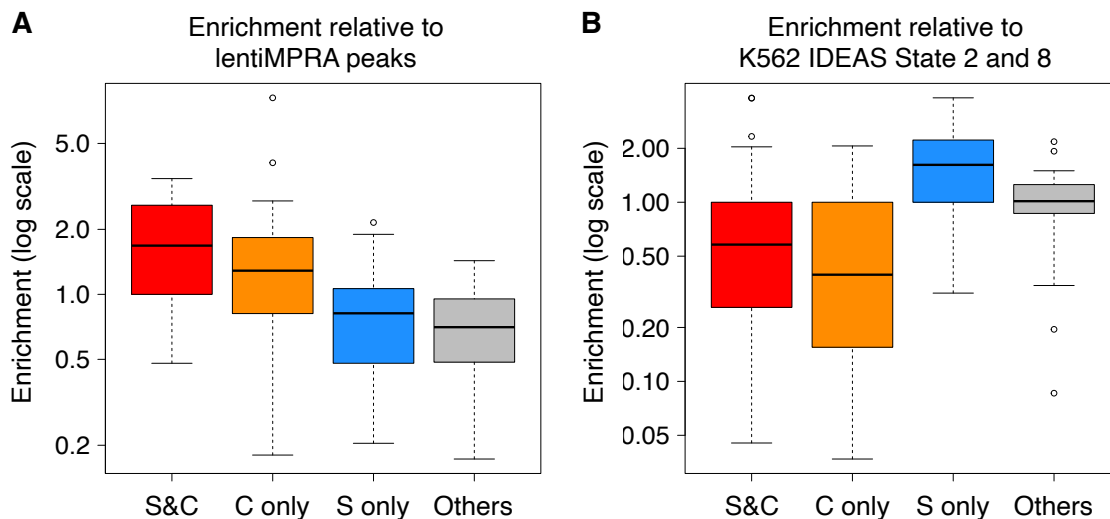 A
Enrichment relative to
lentiMPRA peaks
Enrichment (log scale)
5.0
2.0
1.0
0.5
0.2
S&C
C only
S only
Others
B
Enrichment relative to
K562 IDEAS State 2 and 8
Enrichment (log scale)
2.00
1.00
0.50
0.20
0.10
0.05
S&C
C only
S only
Others